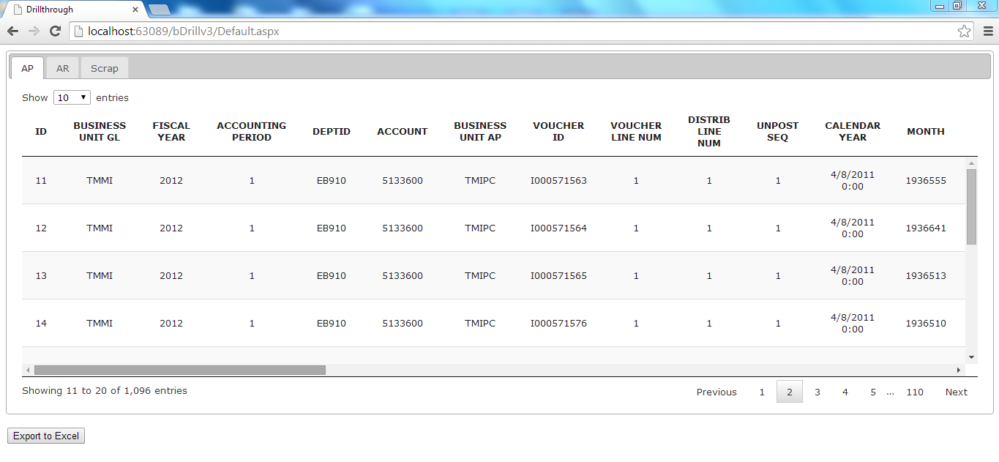 Drillthrough
localhost:63089/bDrillv3/Default.aspx
AP AR Scrap
Show 10 entries
ID BUSINESS UNIT GL FISCAL YEAR ACCOUNTING PERIOD DEPTID ACCOUNT BUSINESS UNIT AP VOUCHER ID VOUCHER LINE NUM DISTRIB LINE NUM UNPOST SEQ CALENDAR YEAR MONTH
11 TMMI 2012 1 EB910 5133600 TMIPC I000571563 1 1 1 4/8/2011 0:00 1936555
12 TMMI 2012 1 EB910 5133600 TMIPC I000571564 1 1 1 4/8/2011 0:00 1936641
13 TMMI 2012 1 EB910 5133600 TMIPC I000571565 1 1 1 4/8/2011 0:00 1936513
14 TMMI 2012 1 EB910 5133600 TMIPC I000571576 1 1 1 4/8/2011 0:00 1936510
Showing 11 to 20 of 1,096 entries
Previous 1 2 3 4 5 ... 110 Next
Export to Excel